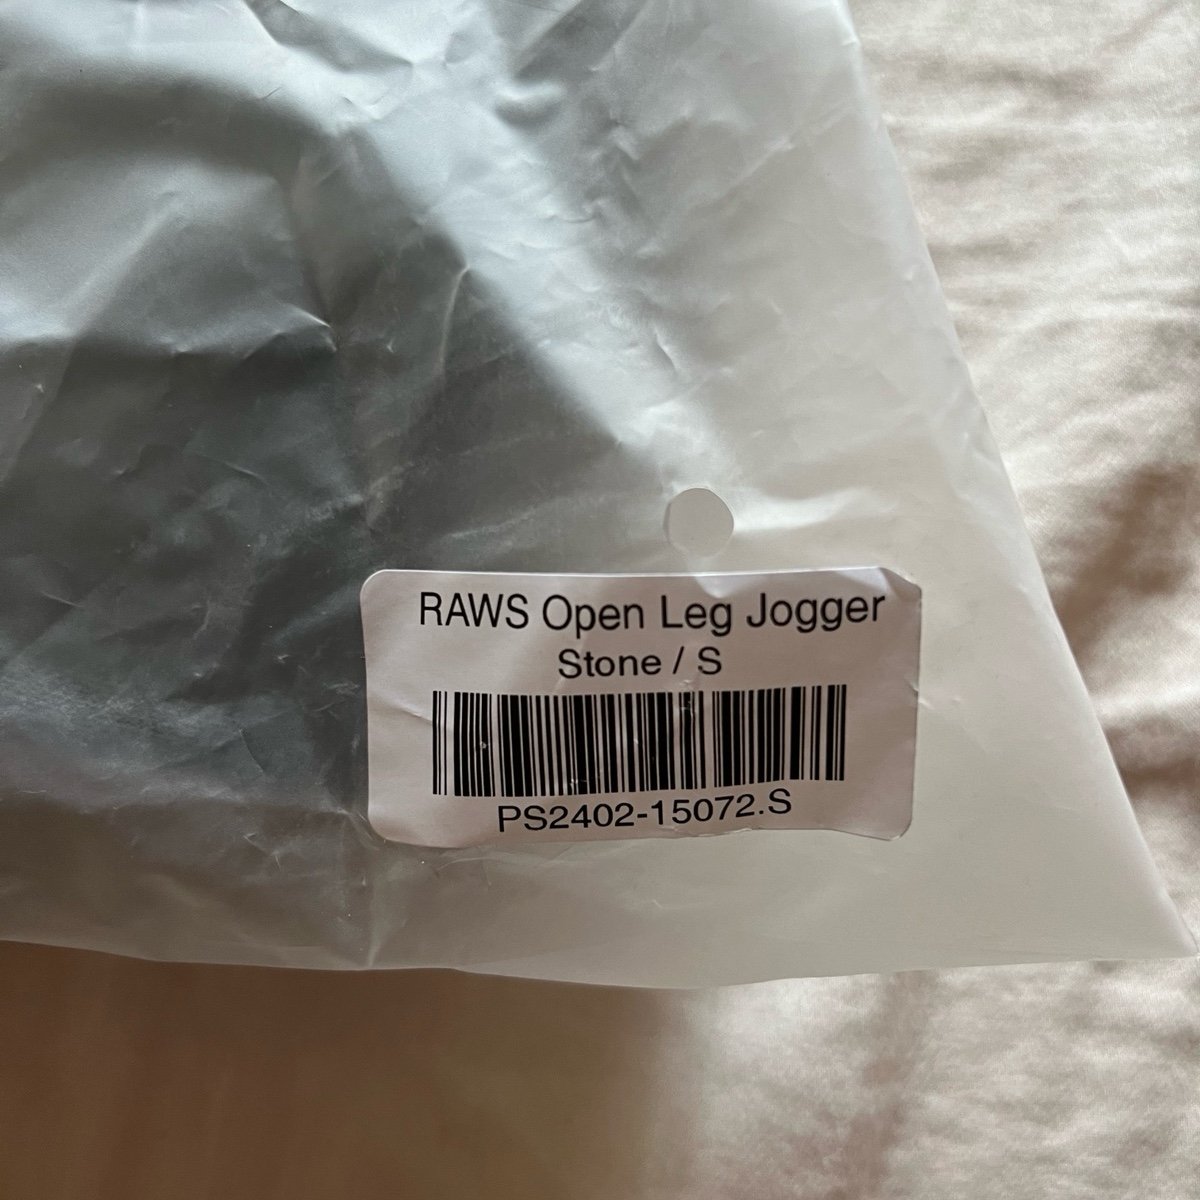 RAWS Open Leg Jogger
Stone / S
PS2402-15072.S